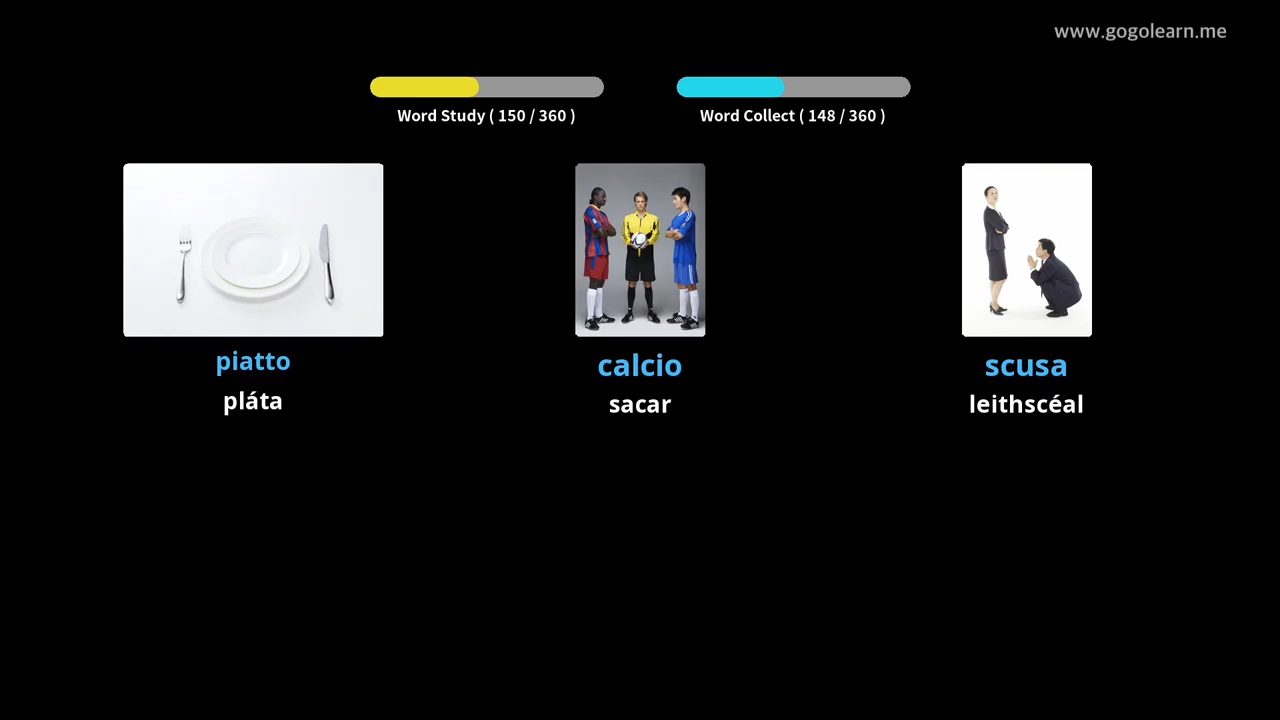 www.gogolearn.me
Word Study ( 150 / 360 )
Word Collect ( 148 / 360 )
piatto
pláta
calcio
sacar
scusa
leithscéal